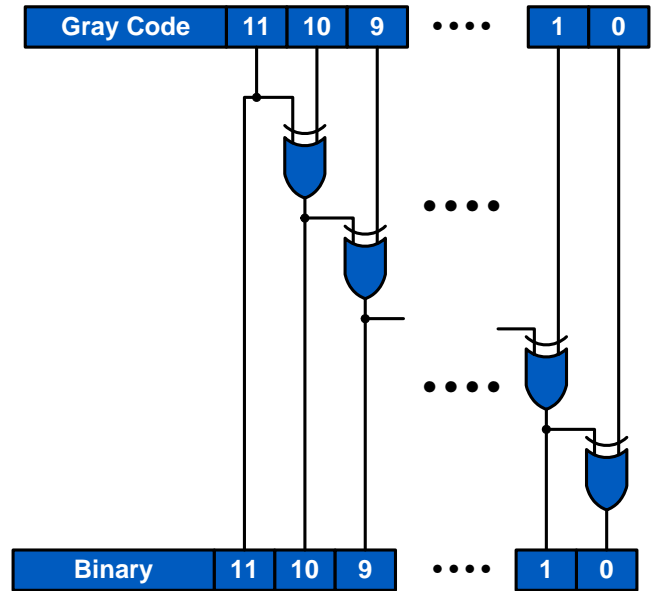 Gray Code 11 10 9 •••• 1 0
Binary 11 10 9 •••• 1 0